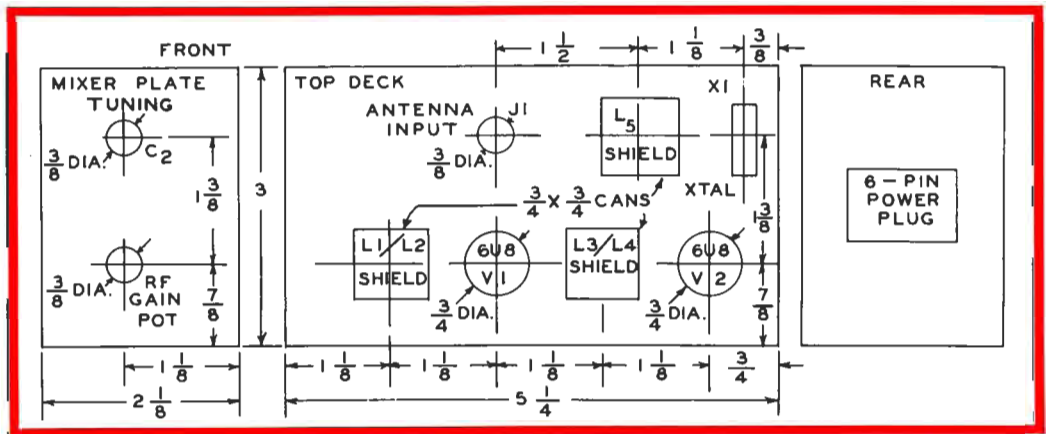 FRONT
MIXER PLATE
TUNING
C2
3/8 DIA.
1 3/8
3/8 DIA.
RF
GAIN
POT
7/8
1 1/8
2 1/8
3
1 1/2
1 1/8
3/8
TOP DECK
X1
ANTENNA
INPUT
J1
3/8 DIA.
L5
SHIELD
XTAL
3/4 X 3/4 CANS
1 3/8
L1/L2
SHIELD
6U8
V1
3/4 DIA.
L3/L4
SHIELD
6U8
V2
3/4 DIA.
7/8
1 1/8
1 1/8
1 1/8
1 1/8
3/4
5 1/4
REAR
6-PIN
POWER
PLUG